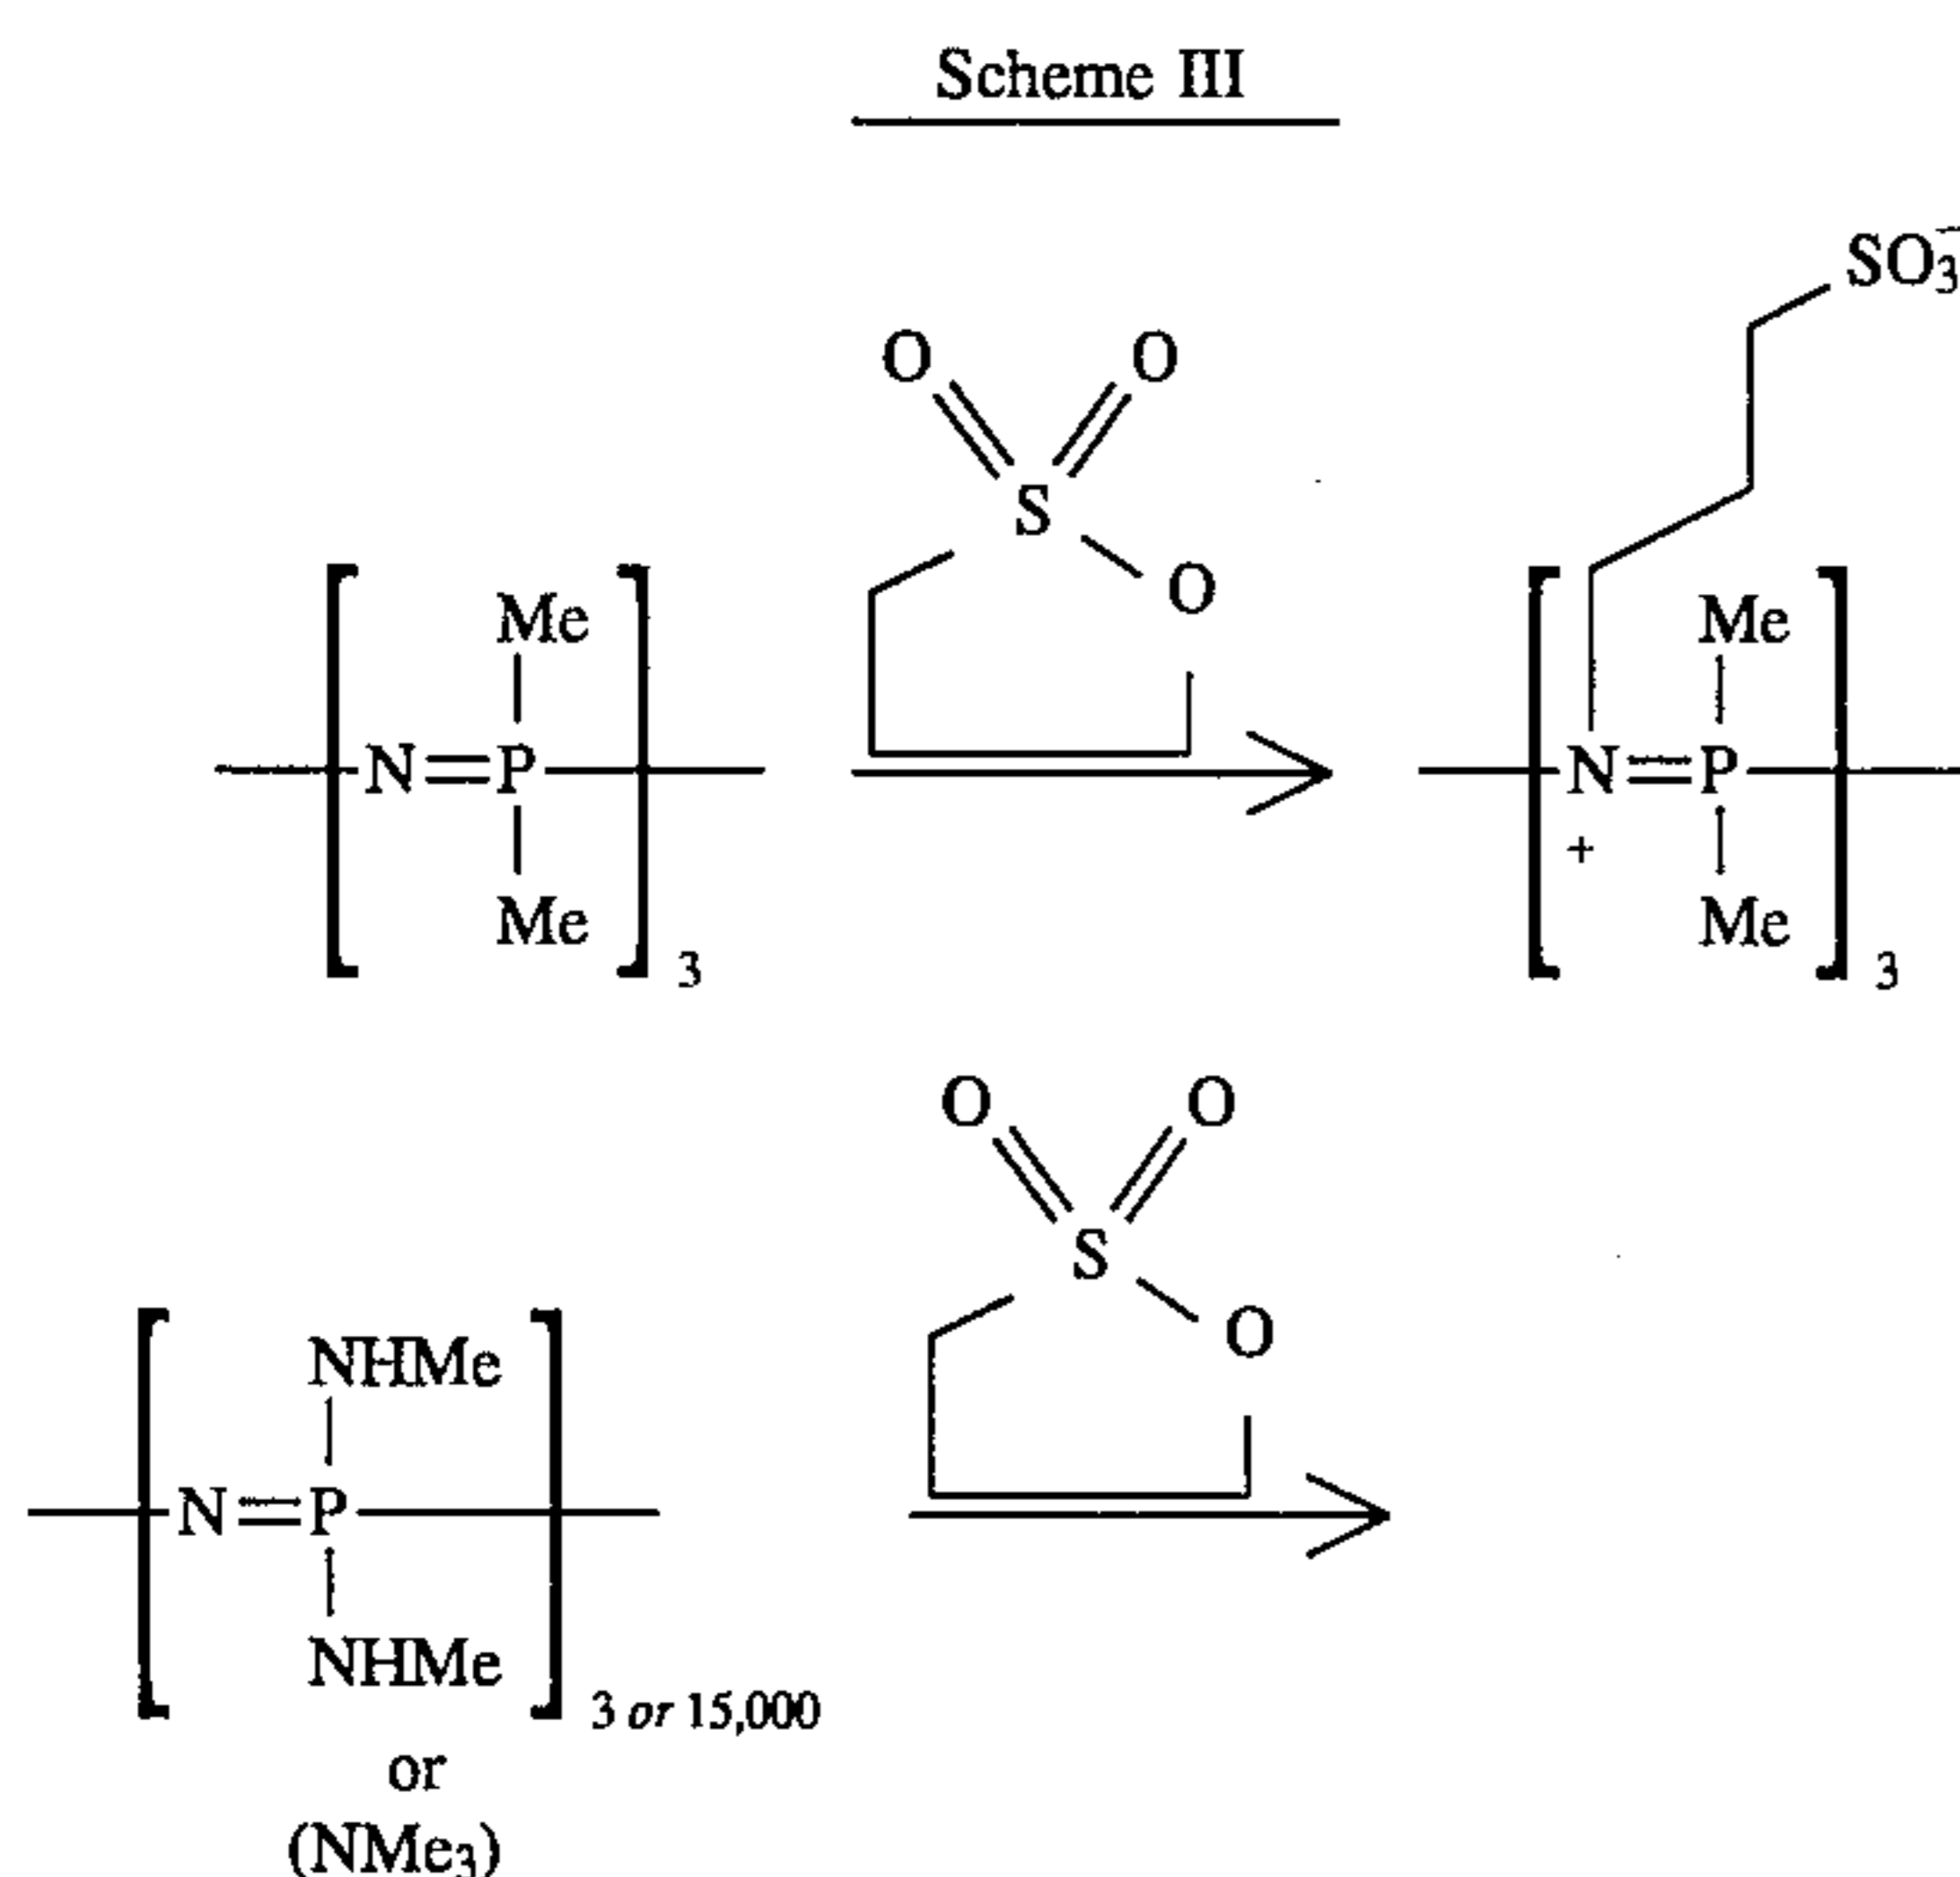 Scheme III
SO₃⁻
O O
S
O
Me Me
N=P N=P
+
Me Me
3 3
O O
S
O
NHMe
N=P
NHMe
3 or 15,000
or
(NMe₃)